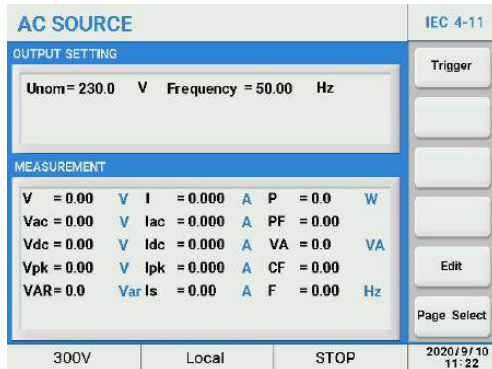 AC SOURCE
IEC 4-11
OUTPUT SETTING
Trigger
Unom= 230.0 V Frequency = 50.00 Hz
MEASUREMENT
V = 0.00 V I = 0.000 A P = 0.0 W
Vac = 0.00 V Iac = 0.000 A PF = 0.00
Vdc = 0.00 V Idc = 0.000 A VA = 0.0 VA
Vpk = 0.00 V Ipk = 0.000 A CF = 0.00
VAR= 0.0 Var Is = 0.00 A F = 0.00 Hz
Edit
Page Select
300V Local STOP 2020/9/10
11:22